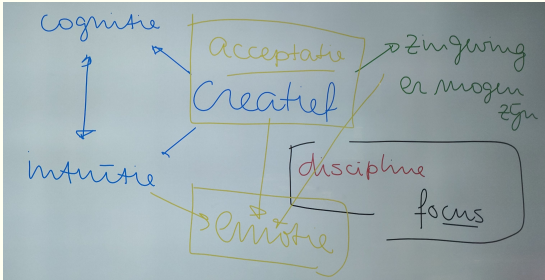 cognitie
acceptatie
creatief
zingeving
er mogen
zijn
intuïtie
discipline
focus
emotie